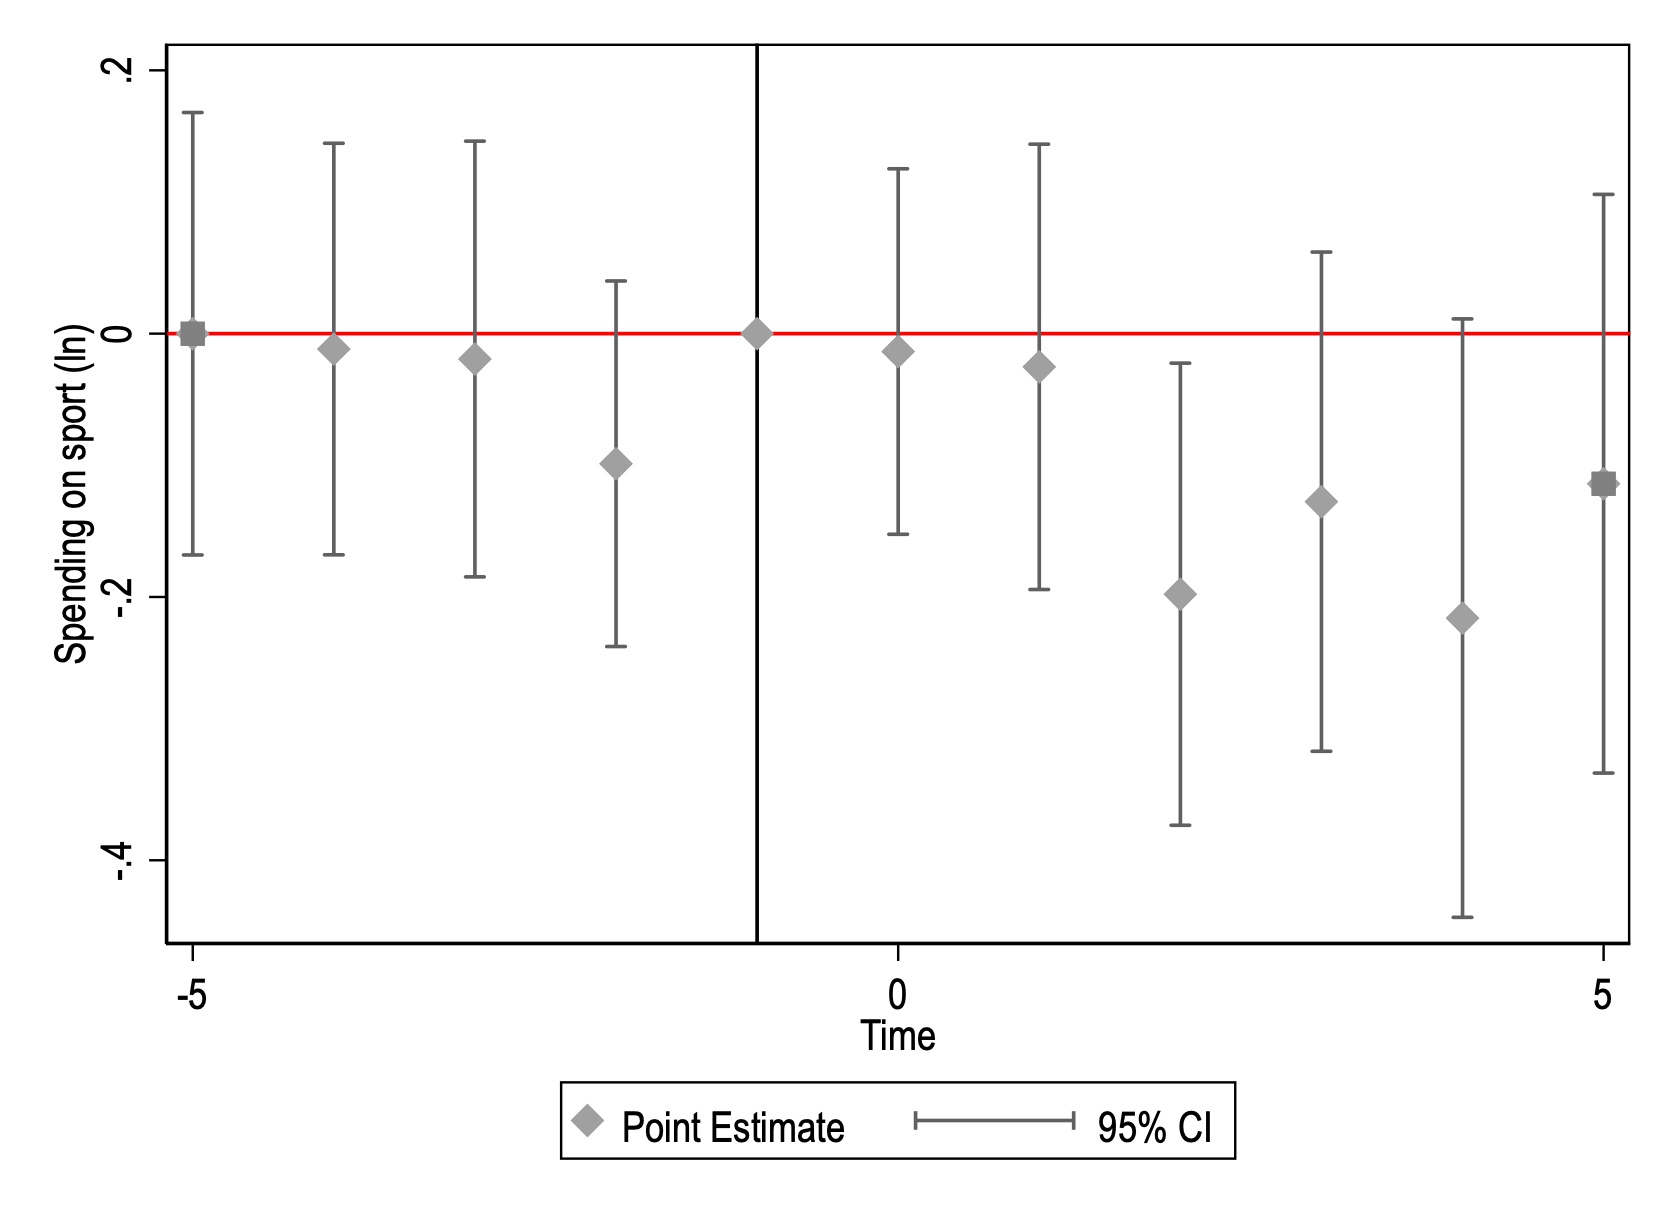 .2
0
-.2
-.4
Spending on sport (ln)
-5
0
5
Time
Point Estimate
95% CI